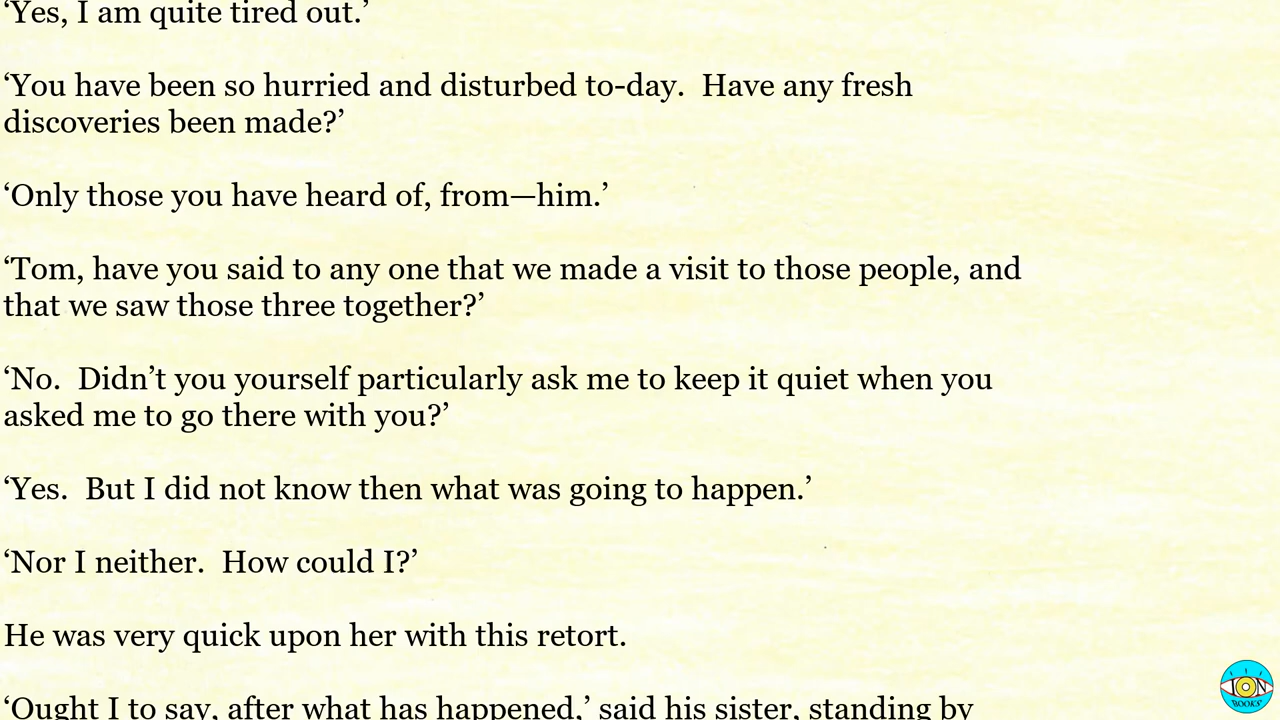 ‘Yes, I am quite tired out.’
‘You have been so hurried and disturbed to-day.  Have any fresh
discoveries been made?’
‘Only those you have heard of, from—him.’
‘Tom, have you said to any one that we made a visit to those people, and
that we saw those three together?’
‘No.  Didn’t you yourself particularly ask me to keep it quiet when you
asked me to go there with you?’
‘Yes.  But I did not know then what was going to happen.’
‘Nor I neither.  How could I?’
He was very quick upon her with this retort.
‘Ought I to say, after what has happened,’ said his sister, standing by
ION
BOOKS